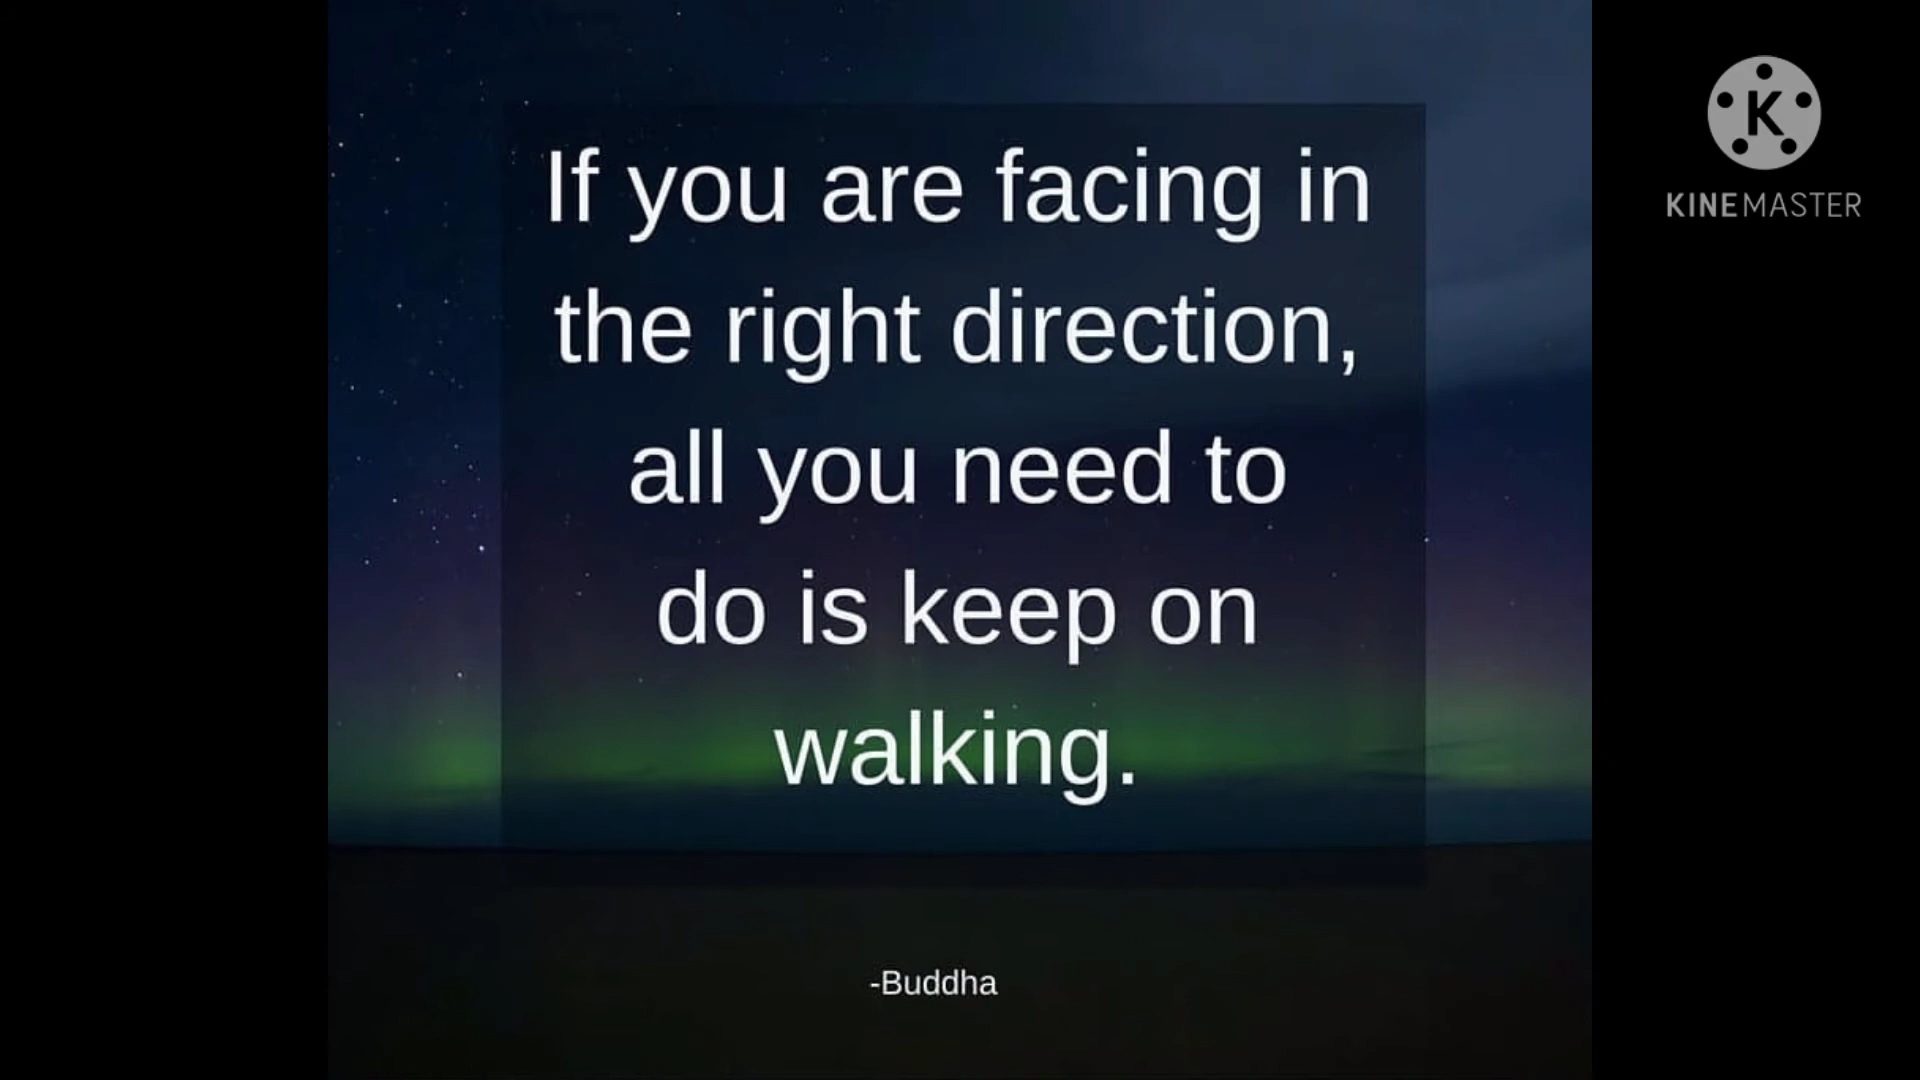 If you are facing in
the right direction,
all you need to
do is keep on
walking.
-Buddha
K
KINEMASTER